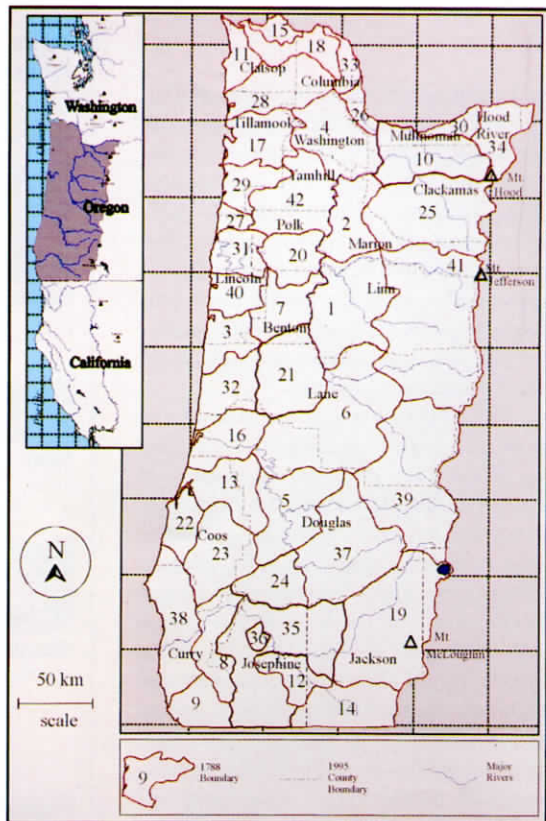 Washington
Oregon
California
Pacific
N
50 km
scale
15
11
18
33
Clatsop
Columbia
28
26
Tillamook
4
Washington
30
Hood
River
Multnomah
34
17
10
Mt.
Hood
Yamhill
Clackamas
29
42
25
27
2
Polk
Marion
31
20
41
Mt.
Jefferson
Lincoln
Linn
40
7
1
3
Benton
21
32
Lane
6
16
13
5
39
22
Douglas
Coos
23
37
24
38
19
35
36
Mt
McLoughlin
Curry
8
Josephine
Jackson
12
9
14
9
1788
Boundary
1995
County
Boundary
Major
Rivers